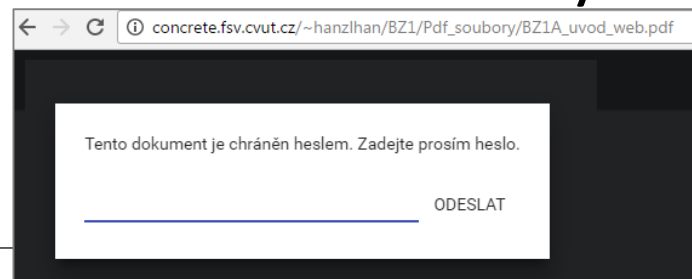 concrete.fsv.cvut.cz/~hanzlhan/BZ1/Pdf_soubory/BZ1A_uvod_web.pdf
Tento dokument je chráněn heslem. Zadejte prosím heslo.
ODESLAT